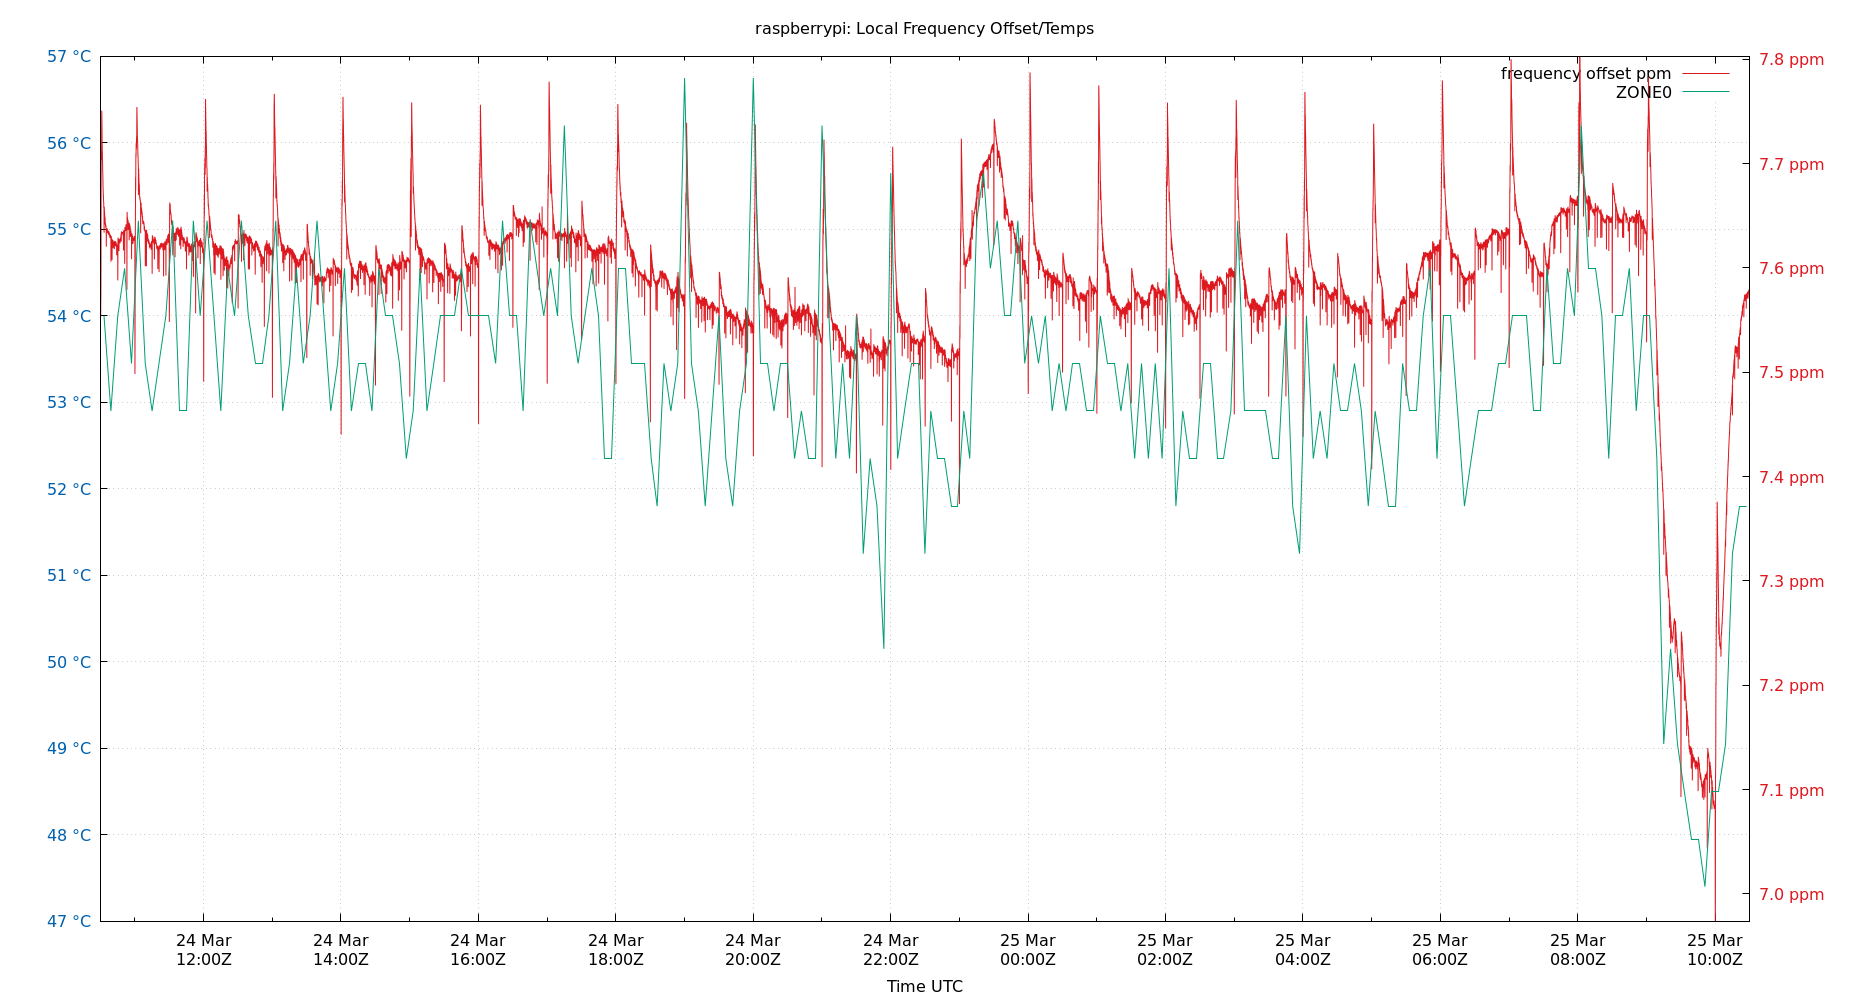 raspberrypi: Local Frequency Offset/Temps
57 °C
56 °C
55 °C
54 °C
53 °C
52 °C
51 °C
50 °C
49 °C
48 °C
47 °C
frequency offset ppm
ZONE0
7.8 ppm
7.7 ppm
7.6 ppm
7.5 ppm
7.4 ppm
7.3 ppm
7.2 ppm
7.1 ppm
7.0 ppm
24 Mar 24 Mar 24 Mar 24 Mar 24 Mar 24 Mar 25 Mar 25 Mar 25 Mar 25 Mar 25 Mar 25 Mar
12:00Z 14:00Z 16:00Z 18:00Z 20:00Z 22:00Z 00:00Z 02:00Z 04:00Z 06:00Z 08:00Z 10:00Z
Time UTC